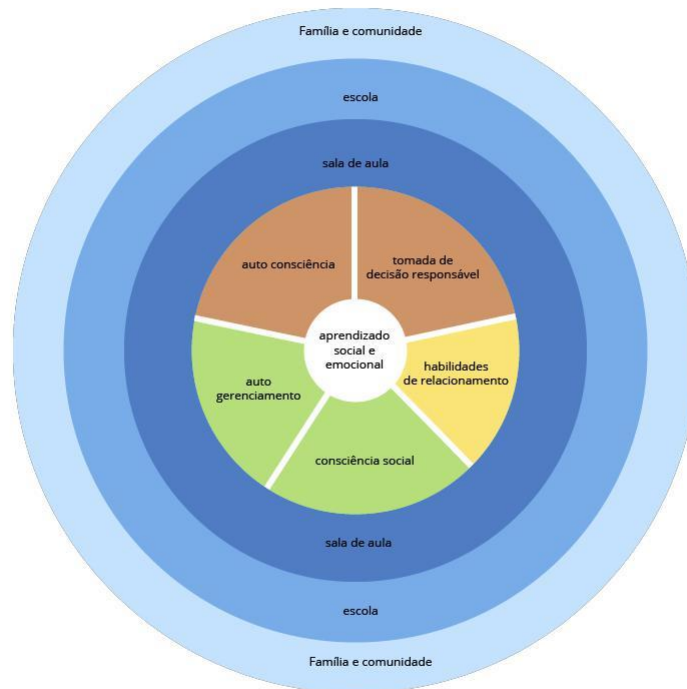 Família e comunidade
escola
sala de aula
auto consciência
tomada de
decisão responsável
aprendizado
social e
emocional
auto
gerenciamento
habilidades
de relacionamento
consciência social
sala de aula
escola
Família e comunidade